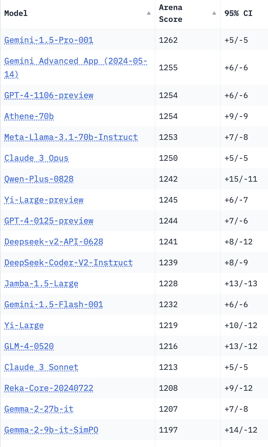 Model Arena Score 95% CI
Gemini-1.5-Pro-001 1262 +5/-5
Gemini Advanced App (2024-05-
14) 1255 +6/-6
GPT-4-1106-preview 1254 +6/-6
Athene-70b 1254 +9/-9
Meta-Llama-3.1-70b-Instruct 1253 +7/-8
Claude 3 Opus 1250 +5/-5
Qwen-Plus-0828 1242 +15/-11
Yi-Large-preview 1245 +6/-7
GPT-4-0125-preview 1244 +7/-6
Deepseek-v2-API-0628 1241 +8/-12
DeepSeek-Coder-V2-Instruct 1239 +8/-9
Jamba-1.5-Large 1228 +13/-13
Gemini-1.5-Flash-001 1232 +6/-6
Yi-Large 1219 +10/-12
GLM-4-0520 1216 +13/-12
Claude 3 Sonnet 1213 +5/-5
Reka-Core-20240722 1208 +9/-12
Gemma-2-27b-it 1207 +7/-8
Gemma-2-9b-it-SimPO 1197 +14/-12